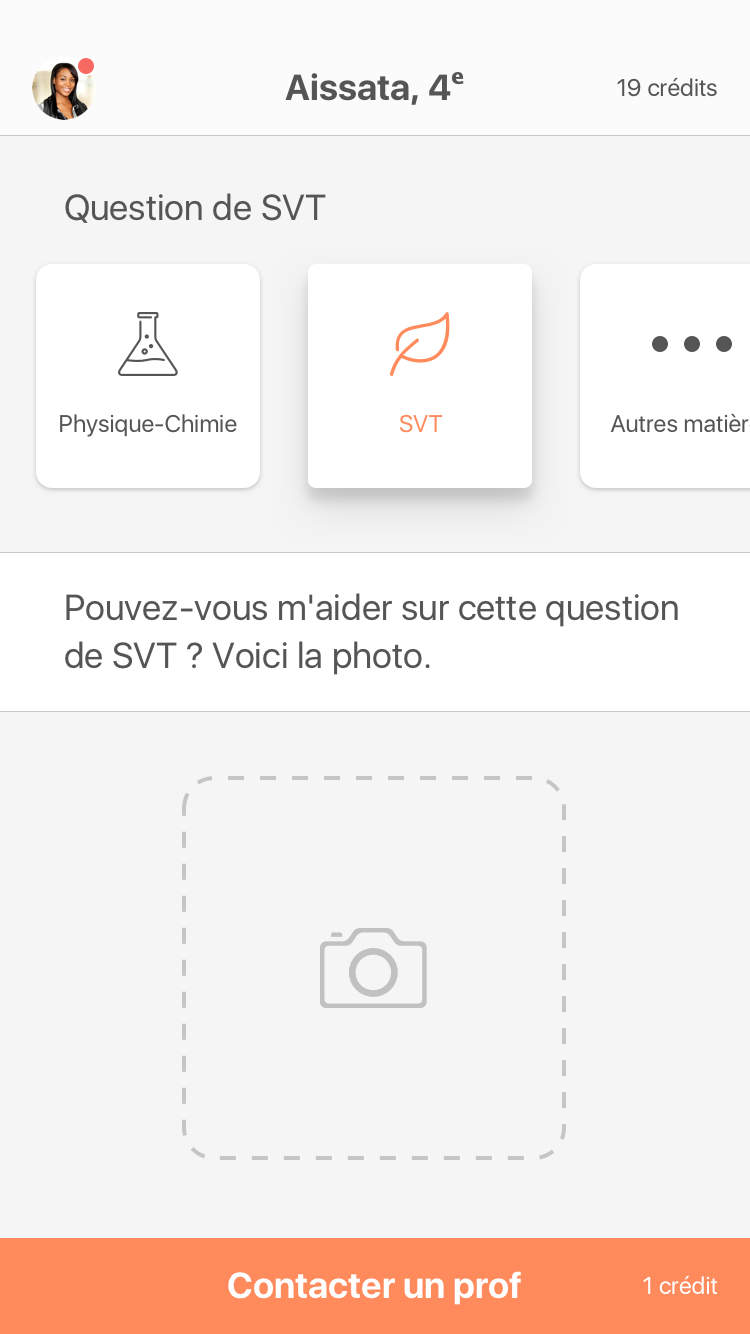 Aissata, 4ᵉ
19 crédits
Question de SVT
Physique-Chimie
SVT
Autres matièr
Pouvez-vous m'aider sur cette question
de SVT ? Voici la photo.
Contacter un prof
1 crédit